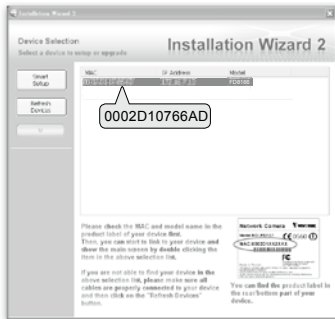 Installation Wizard 2
Device Selection
Select a device to setup or upgrade
Installation Wizard 2
MAC
IP Address
Model
Smart
Setup
Refresh
Devices
0002D10766AD
Please check the MAC and model name in the
product label of your device first.
Then, you can start to link to your device and
show the main screen by double clicking the
item in the above selection list.
If you are not able to find your device in the
above selection list, please make sure all
cables are properly connected to your device
and then click on the "Refresh Devices"
button.
Network Camera
You can find the product label in
the rear/bottom part of your
device.